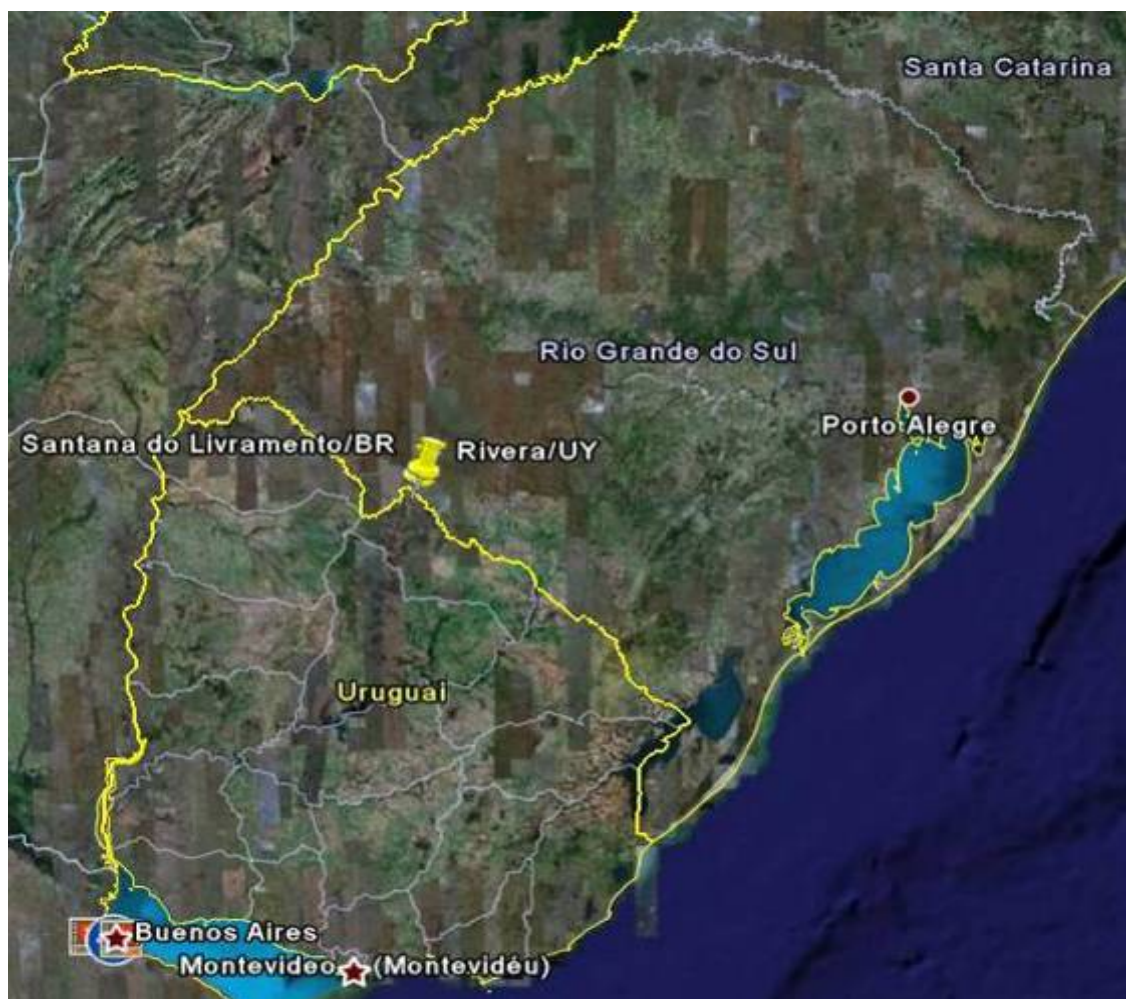 Santa Catarina
Rio Grande do Sul
Porto Alegre
Santana do Livramento/BR
Rivera/UY
Uruguai
Buenos Aires
Montevideo (Montevidéu)